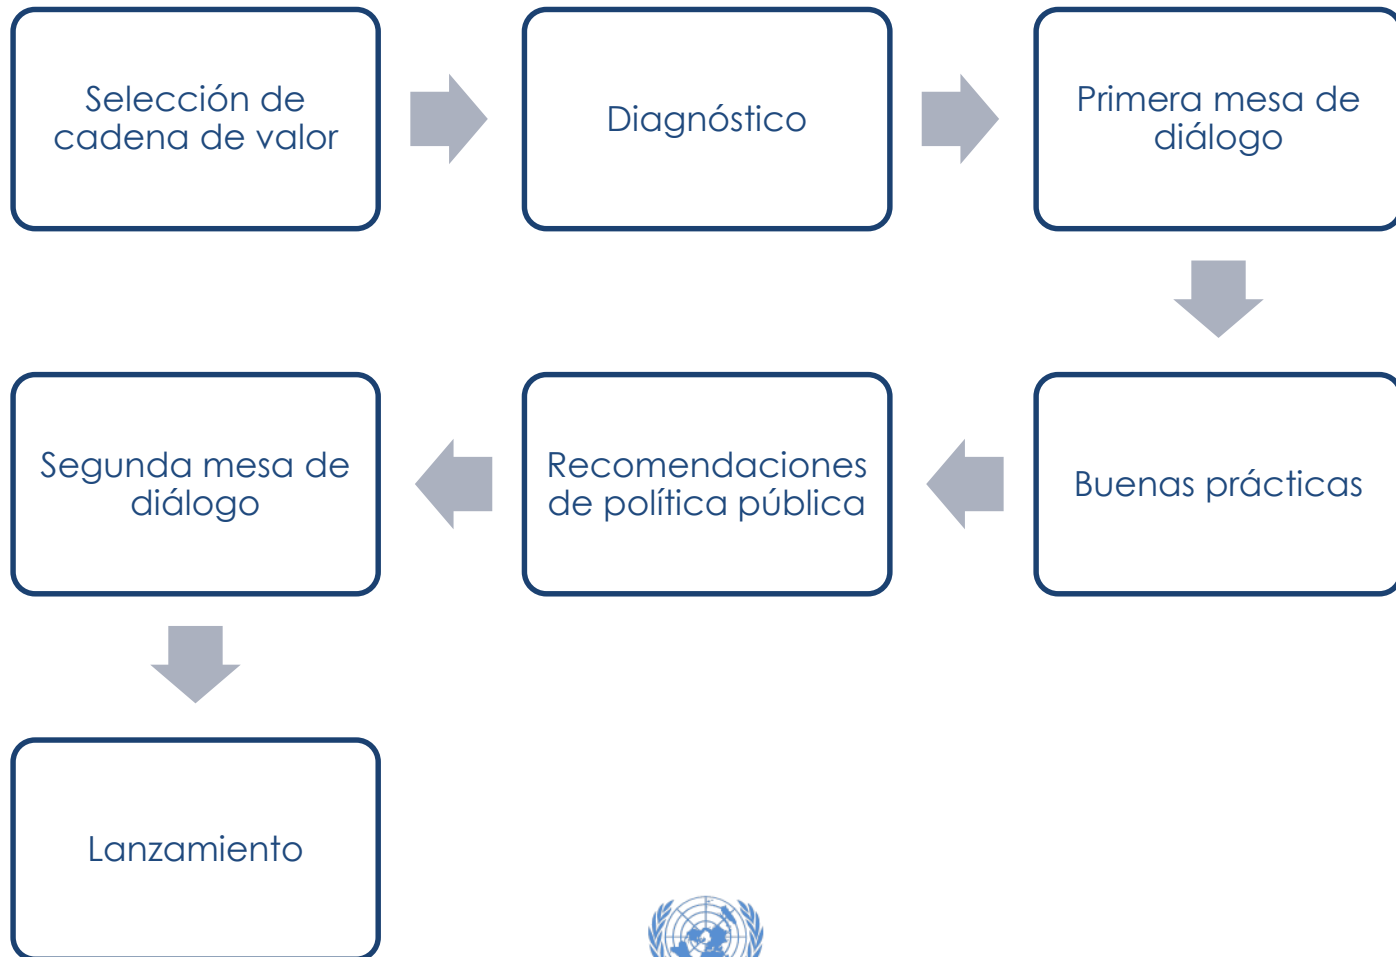 Selección de
cadena de valor
Diagnóstico
Primera mesa de
diálogo
Buenas prácticas
Recomendaciones
de política pública
Segunda mesa de
diálogo
Lanzamiento